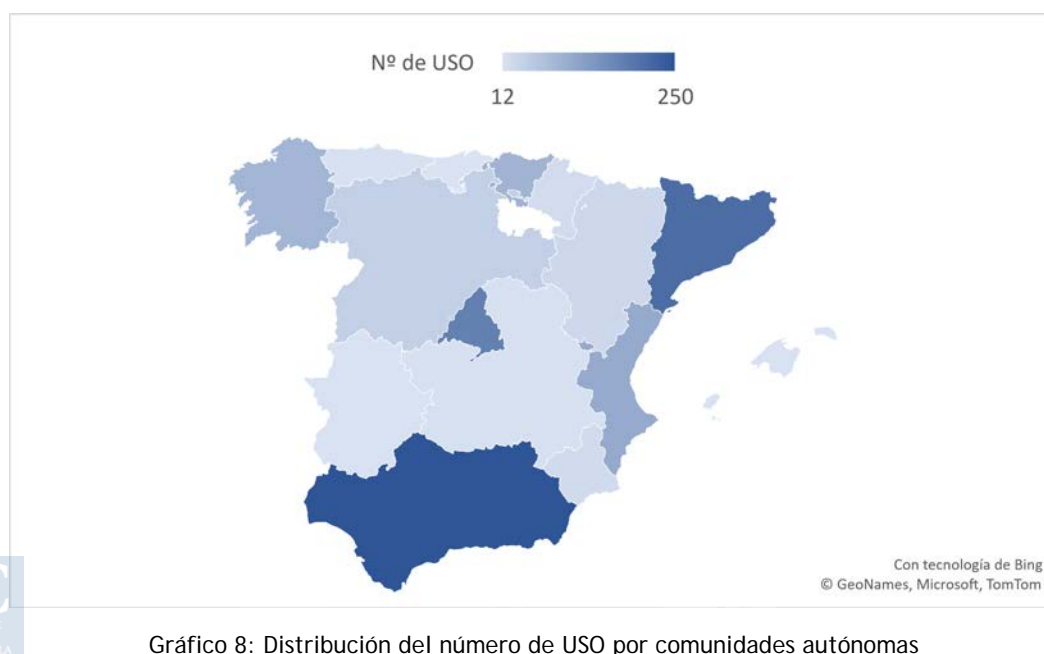 Nº de USO
12 250
Con tecnología de Bing
© GeoNames, Microsoft, TomTom
Gráfico 8: Distribución del número de USO por comunidades autónomas